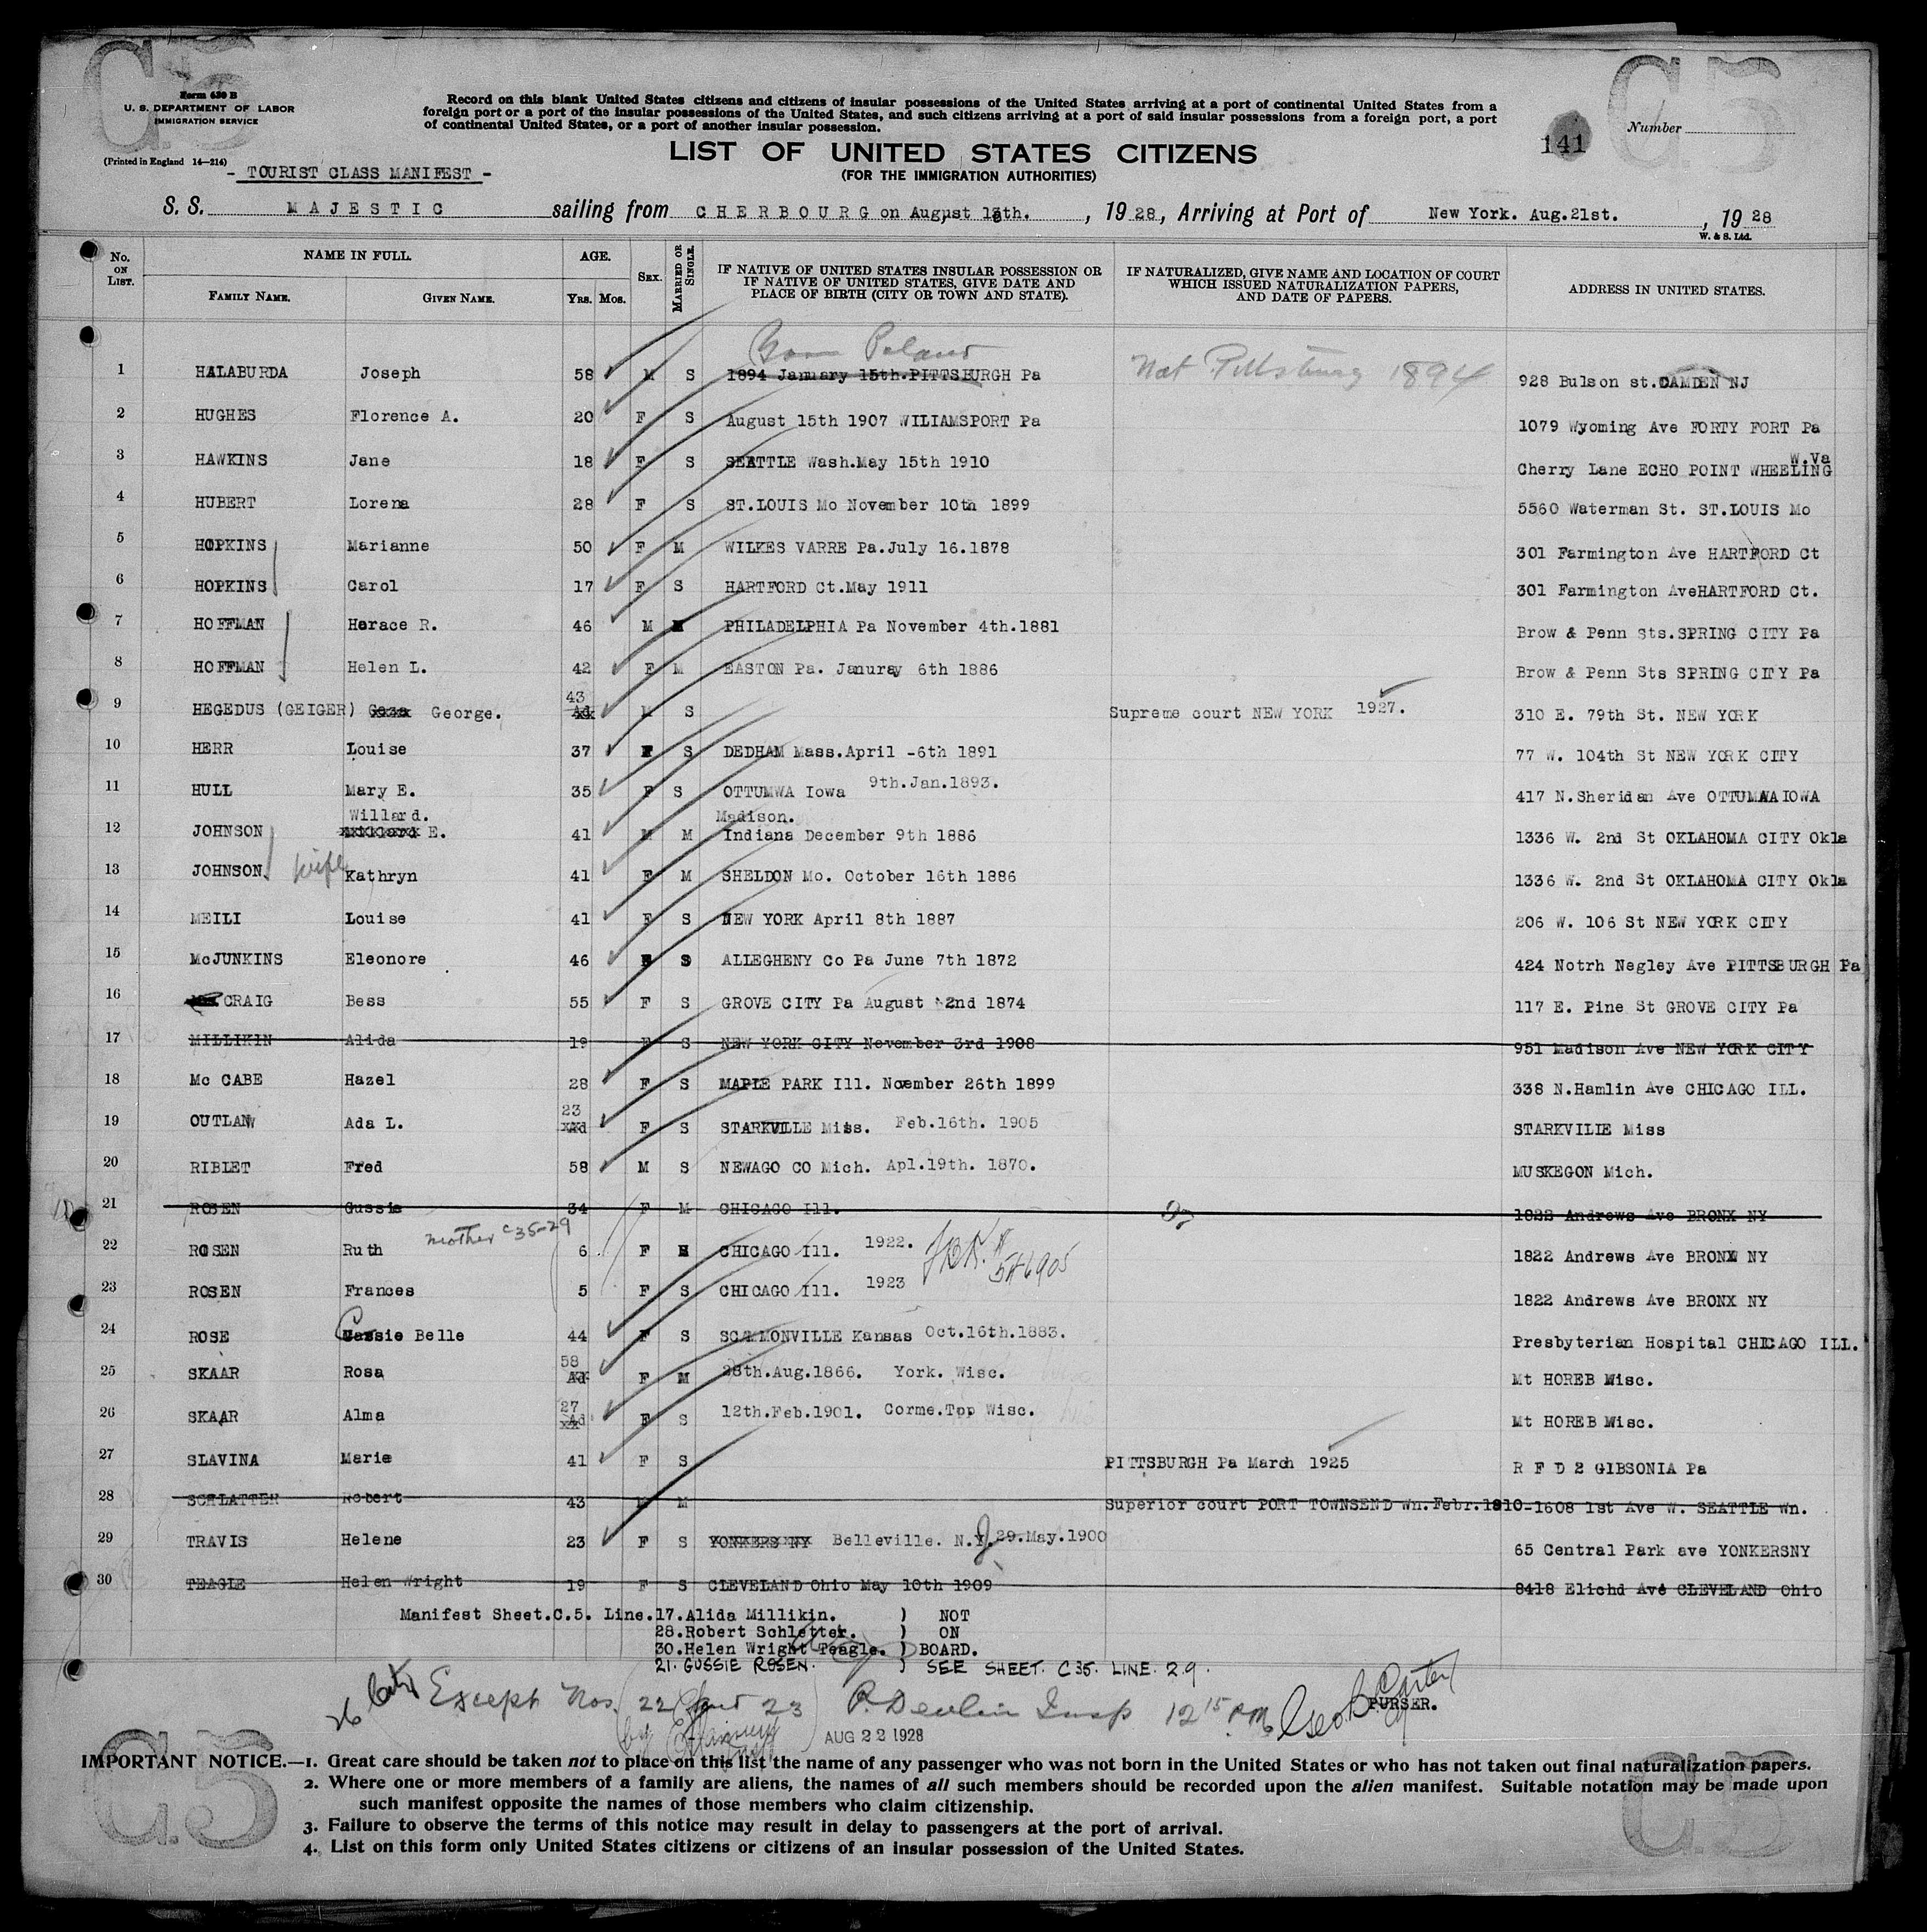 C.5
C.5
Form 630 B
U. S. DEPARTMENT OF LABOR
IMMIGRATION SERVICE
(Printed in England 14—214)
Record on this blank United States citizens and citizens of insular possessions of the United States arriving at a port of continental United States from a
foreign port or a port of the insular possessions of the United States, and such citizens arriving at a port of said insular possessions from a foreign port, a port
of continental United States, or a port of another insular possession.
141
Number
LIST OF UNITED STATES CITIZENS
(FOR THE IMMIGRATION AUTHORITIES)
- TOURIST CLASS MANIFEST -
S. S. MAJESTIC sailing from CHERBOURG on August 15th. , 19 28, Arriving at Port of New York. Aug.21st. , 19 28
W. & S. Ltd.
No. ON LIST. NAME IN FULL. FAMILY NAME. GIVEN NAME. AGE. YRS. MOS. SEX. MARRIED OR SINGLE. IF NATIVE OF UNITED STATES INSULAR POSSESSION OR IF NATIVE OF UNITED STATES, GIVE DATE AND PLACE OF BIRTH (CITY OR TOWN AND STATE). IF NATURALIZED, GIVE NAME AND LOCATION OF COURT WHICH ISSUED NATURALIZATION PAPERS, AND DATE OF PAPERS. ADDRESS IN UNITED STATES.
Born Poland
1 HALABURDA Joseph 58 M S 1894 January 15th.PITTSBURGH Pa Nat Pittsburg 1894 928 Bulson st.CAMDEN NJ
2 HUGHES Florence A. 20 F S August 15th 1907 WILIAMSPORT Pa 1079 Wyoming Ave FORTY FORT Pa
3 HAWKINS Jane 18 F S SEATTLE Wash.May 15th 1910 Cherry Lane ECHO POINT WHEELING W.Va
4 HUBERT Lorena 28 F S ST.LOUIS Mo November 10th 1899 5560 Waterman St. ST.LOUIS Mo
5 HOPKINS Marianne 50 F M WILKES VARRE Pa.July 16.1878 301 Farmington Ave HARTFORD Ct
6 HOPKINS Carol 17 F S HARTFORD Ct.May 1911 301 Farmington AveHARTFORD Ct.
7 HOFFMAN Horace R. 46 M M PHILADELPHIA Pa November 4th.1881 Brow & Penn Sts.SPRING CITY Pa
8 HOFFMAN Helen L. 42 F M EASTON Pa. Januray 6th 1886 Brow & Penn Sts SPRING CITY Pa
9 HEGEDUS (GEIGER) Geza George. 43 Ad M S Supreme court NEW YORK 1927. 310 E. 79th St. NEW YORK
10 HERR Louise 37 F S DEDHAM Mass.April -6th 1891 77 W. 104th St NEW YORK CITY
11 HULL Mary E. 35 F S OTTUMWA Iowa 9th.Jan.1893. 417 N.Sheridan Ave OTTUMWAIOWA
Willard. Madison.
12 JOHNSON E. 41 M M Indiana December 9th 1886 1336 W. 2nd St OKLAHOMA CITY Okla
13 JOHNSON wife Kathryn 41 F M SHELDON Mo. October 16th 1886 1336 W. 2nd St OKLAHOMA CITY Okla
14 MEILI Louise 41 F S NEW YORK April 8th 1887 206 W. 106 St NEW YORK CITY
15 McJUNKINS Eleonore 46 F S ALLEGHENY Co Pa June 7th 1872 424 Notrh Negley Ave PITTSBURGH Pa
16 CRAIG Bess 55 F S GROVE CITY Pa August 22nd 1874 117 E. Pine St GROVE CITY Pa
17 MILLIKIN Alida 19 F S NEW YORK CITY November 3rd 1908 951 Madison Ave NEW YORK CITY
18 Mc CABE Hazel 28 F S MAPLE PARK Ill. November 26th 1899 338 N.Hamlin Ave CHICAGO ILL.
19 OUTLAW Ada L. 23 Ad F S STARKVILLE Miss. Feb.16th. 1905 STARKVILIE Miss
20 RIBLET Fred 58 M S NEWAGO CO Mich. Apl.19th. 1870. MUSKEGON Mich.
21 ROSEN Gussie 34 F M CHICAGO Ill. 1822 Andrews Ave BRONX NY
mother C35-29
22 ROSEN Ruth 6 F S CHICAGO Ill. 1922. 1822 Andrews Ave BRONX NY
23 ROSEN Frances 5 F S CHICAGO Ill. 1923 1822 Andrews Ave BRONX NY
24 ROSE Cassie Belle 44 F S SCAMMONVILLE Kansas Oct.16th.1883. Presbyterian Hospital CHICAGO ILL.
25 SKAAR Rosa 58 Ad F M 28th.Aug.1866. York. Wisc. Mt HOREB Wisc.
26 SKAAR Alma 27 Ad F S 12th.Feb.1901. Corme.Top Wisc. Mt HOREB Wisc.
27 SLAVINA Marie 41 F S PITTSBURGH Pa March 1925 R F D 2 GIBSONIA Pa
28 SCHLATTER Robert 43 M M Superior court PORT TOWNSEND Wn.Febr.1910-1608 1st Ave W. SEATTLE Wn.
29 TRAVIS Helene 23 F S YONKERS NY Belleville. N.J. 29.May.1900 65 Central Park ave YONKERSNY
30 TEAGLE Helen Wright 19 F S CLEVELAND Ohio May 10th 1909 8418 Elichd Ave CLEVELAND Ohio
Manifest Sheet.C.5. Line.17.Alida Millikin. ) NOT
28.Robert Schletter. ) ON
30.Helen Wright Teagle. ) BOARD.
21. GUSSIE ROSEN. ) SEE SHEET. C35. LINE. 29.
26 Except Nos. 22 and 23 P. Devlin Insp 12 15 P.M. Geo B Carter
PURSER.
AUG 22 1928
IMPORTANT NOTICE.—1. Great care should be taken not to place on this list the name of any passenger who was not born in the United States or who has not taken out final naturalization papers.
2. Where one or more members of a family are aliens, the names of all such members should be recorded upon the alien manifest. Suitable notation may be made upon
such manifest opposite the names of those members who claim citizenship.
3. Failure to observe the terms of this notice may result in delay to passengers at the port of arrival.
4. List on this form only United States citizens or citizens of an insular possession of the United States.
C.5
C.5